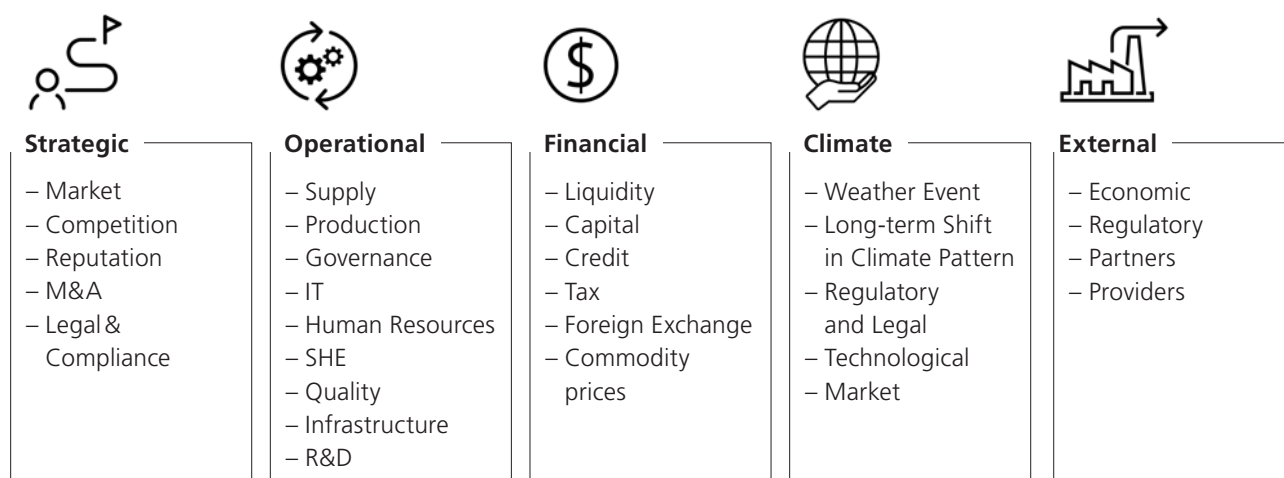 $
Strategic
– Market
– Competition
– Reputation
– M&A
– Legal &
Compliance
Operational
– Supply
– Production
– Governance
– IT
– Human Resources
– SHE
– Quality
– Infrastructure
– R&D
Financial
– Liquidity
– Capital
– Credit
– Tax
– Foreign Exchange
– Commodity
prices
Climate
– Weather Event
– Long-term Shift
in Climate Pattern
– Regulatory
and Legal
– Technological
– Market
External
– Economic
– Regulatory
– Partners
– Providers